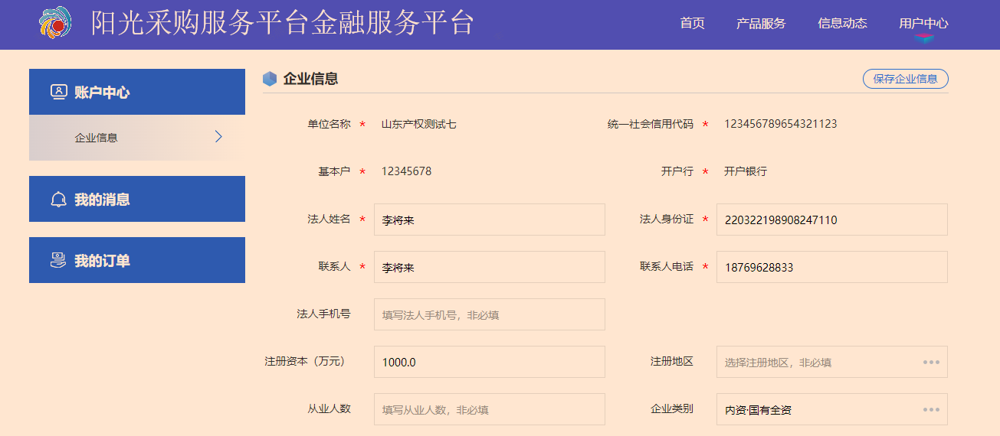 阳光采购服务平台金融服务平台
首页 产品服务 信息动态 用户中心
账户中心
企业信息
我的消息
我的订单
企业信息 保存企业信息
单位名称 * 山东产权测试七 统一社会信用代码 * 123456789654321123
基本户 * 12345678 开户行 * 开户银行
法人姓名 * 李将来 法人身份证 * 220322198908247110
联系人 * 李将来 联系人电话 * 18769628833
法人手机号 填写法人手机号，非必填
注册资本（万元） 1000.0 注册地区 选择注册地区，非必填
从业人数 填写从业人数，非必填 企业类别 内资·国有全资